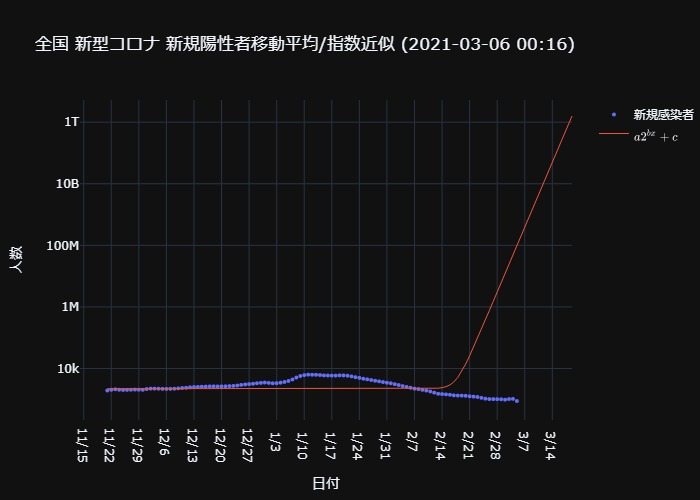 全国 新型コロナ 新規陽性者移動平均/指数近似 (2021-03-06 00:16)
新規感染者
a2^{bx} + c
1T
10B
100M
1M
10k
人数
11/15 11/22 11/29 12/6 12/13 12/20 12/27 1/3 1/10 1/17 1/24 1/31 2/7 2/14 2/21 2/28 3/7 3/14
日付